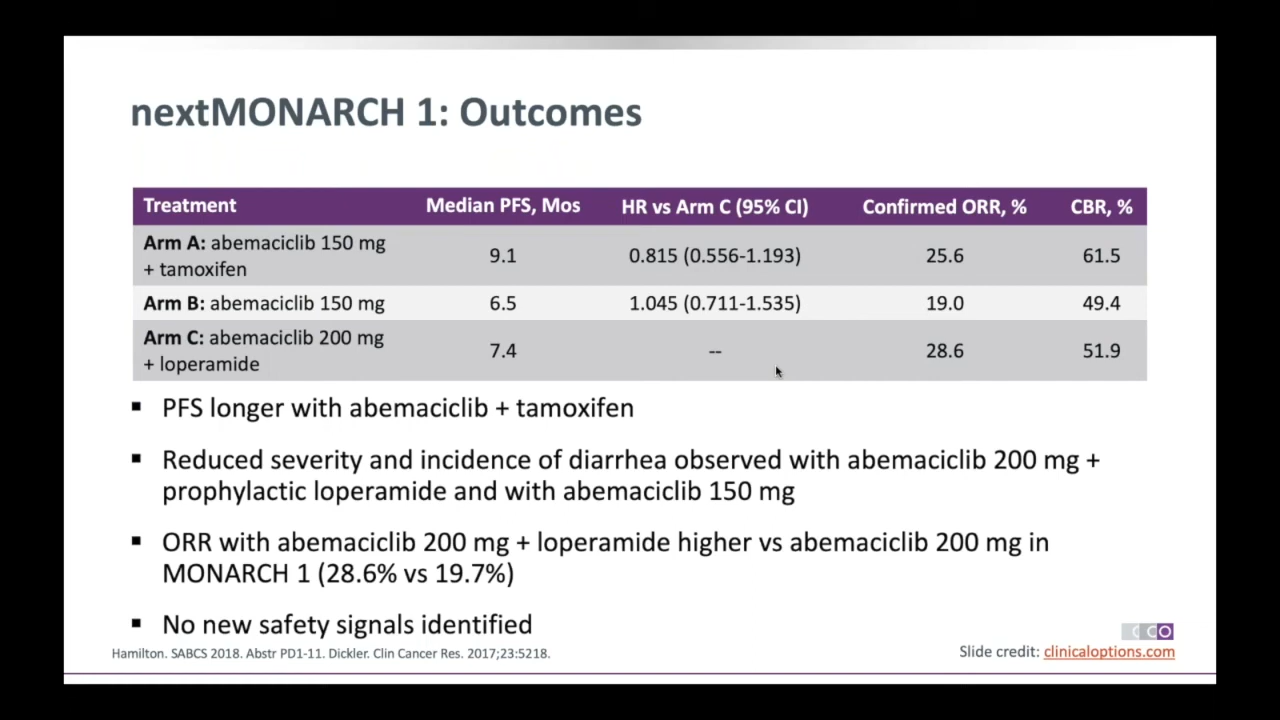 nextMONARCH 1: Outcomes
Treatment Median PFS, Mos HR vs Arm C (95% CI) Confirmed ORR, % CBR, %
Arm A: abemaciclib 150 mg
+ tamoxifen 9.1 0.815 (0.556-1.193) 25.6 61.5
Arm B: abemaciclib 150 mg 6.5 1.045 (0.711-1.535) 19.0 49.4
Arm C: abemaciclib 200 mg
+ loperamide 7.4 -- 28.6 51.9
▪ PFS longer with abemaciclib + tamoxifen
▪ Reduced severity and incidence of diarrhea observed with abemaciclib 200 mg +
prophylactic loperamide and with abemaciclib 150 mg
▪ ORR with abemaciclib 200 mg + loperamide higher vs abemaciclib 200 mg in
MONARCH 1 (28.6% vs 19.7%)
▪ No new safety signals identified
CCO
Hamilton. SABCS 2018. Abstr PD1-11. Dickler. Clin Cancer Res. 2017;23:5218.
Slide credit: clinicaloptions.com